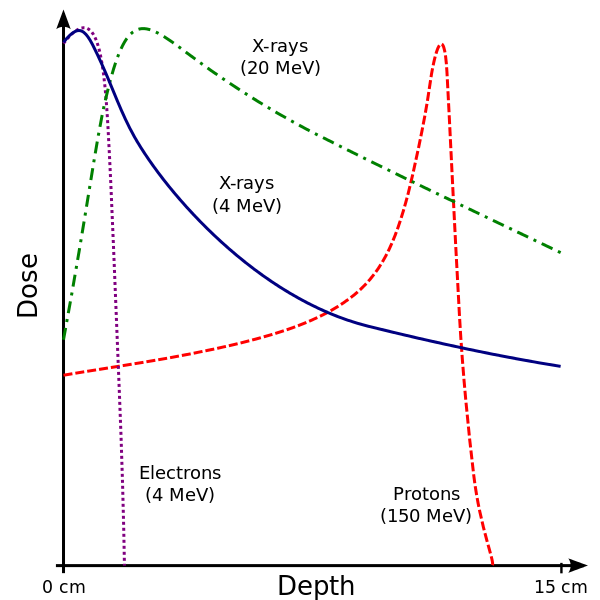 X-rays
(20 MeV)
X-rays
(4 MeV)
Dose
Electrons
(4 MeV)
Protons
(150 MeV)
0 cm
Depth
15 cm